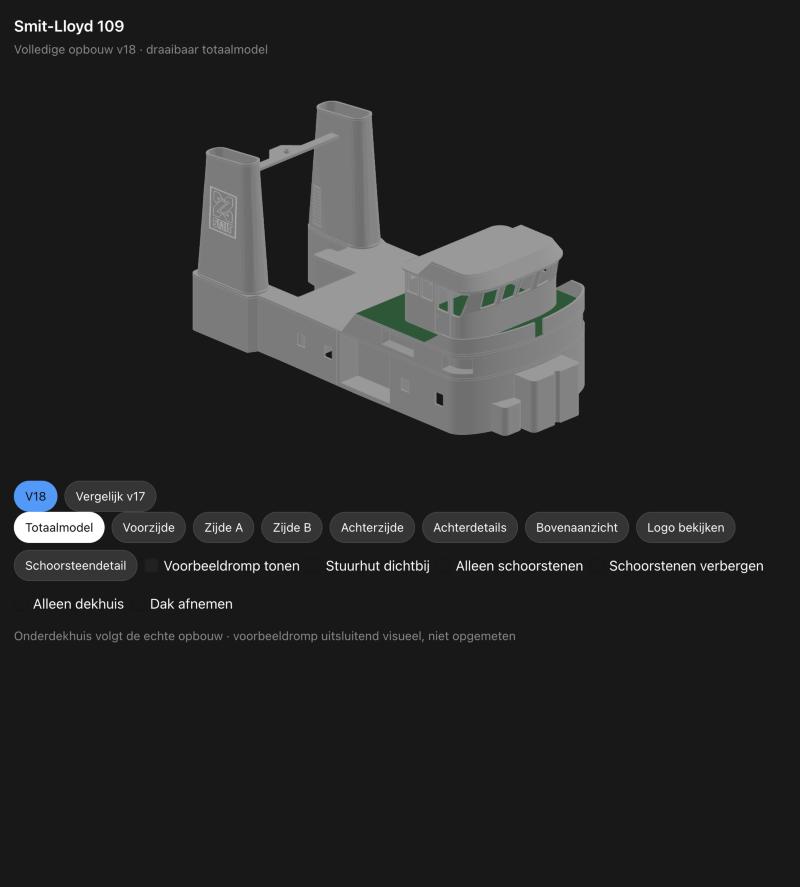 Smit-Lloyd 109
Volledige opbouw v18 · draaibaar totaalmodel
SMIT
V18 Vergelijk v17
Totaalmodel Voorzijde Zijde A Zijde B Achterzijde Achterdetails Bovenaanzicht Logo bekijken
Schoorsteendetail Voorbeeldromp tonen Stuurhut dichtbij Alleen schoorstenen Schoorstenen verbergen
Alleen dekhuis Dak afnemen
Onderdekhuis volgt de echte opbouw · voorbeeldromp uitsluitend visueel, niet opgemeten